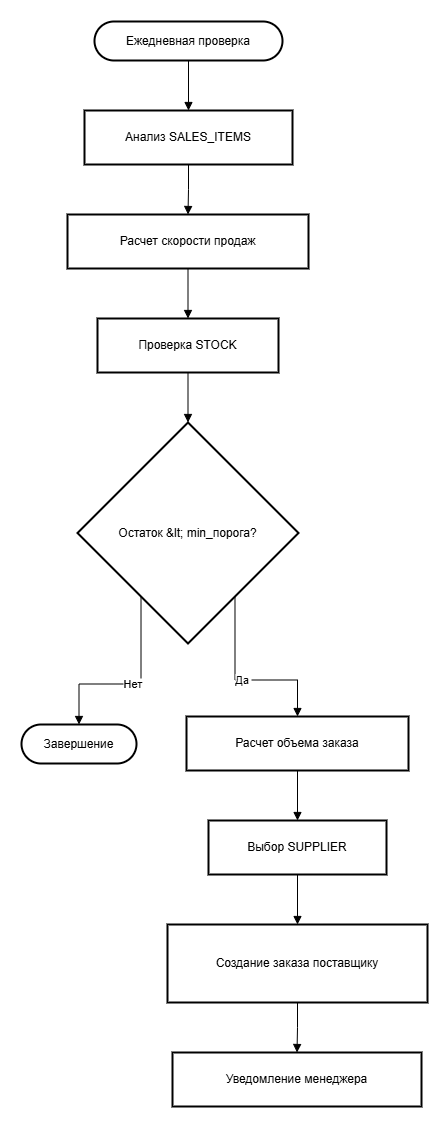 Ежедневная проверка
Анализ SALES_ITEMS
Расчет скорости продаж
Проверка STOCK
Остаток &lt; min_порога?
Нет
Да
Завершение
Расчет объема заказа
Выбор SUPPLIER
Создание заказа поставщику
Уведомление менеджера